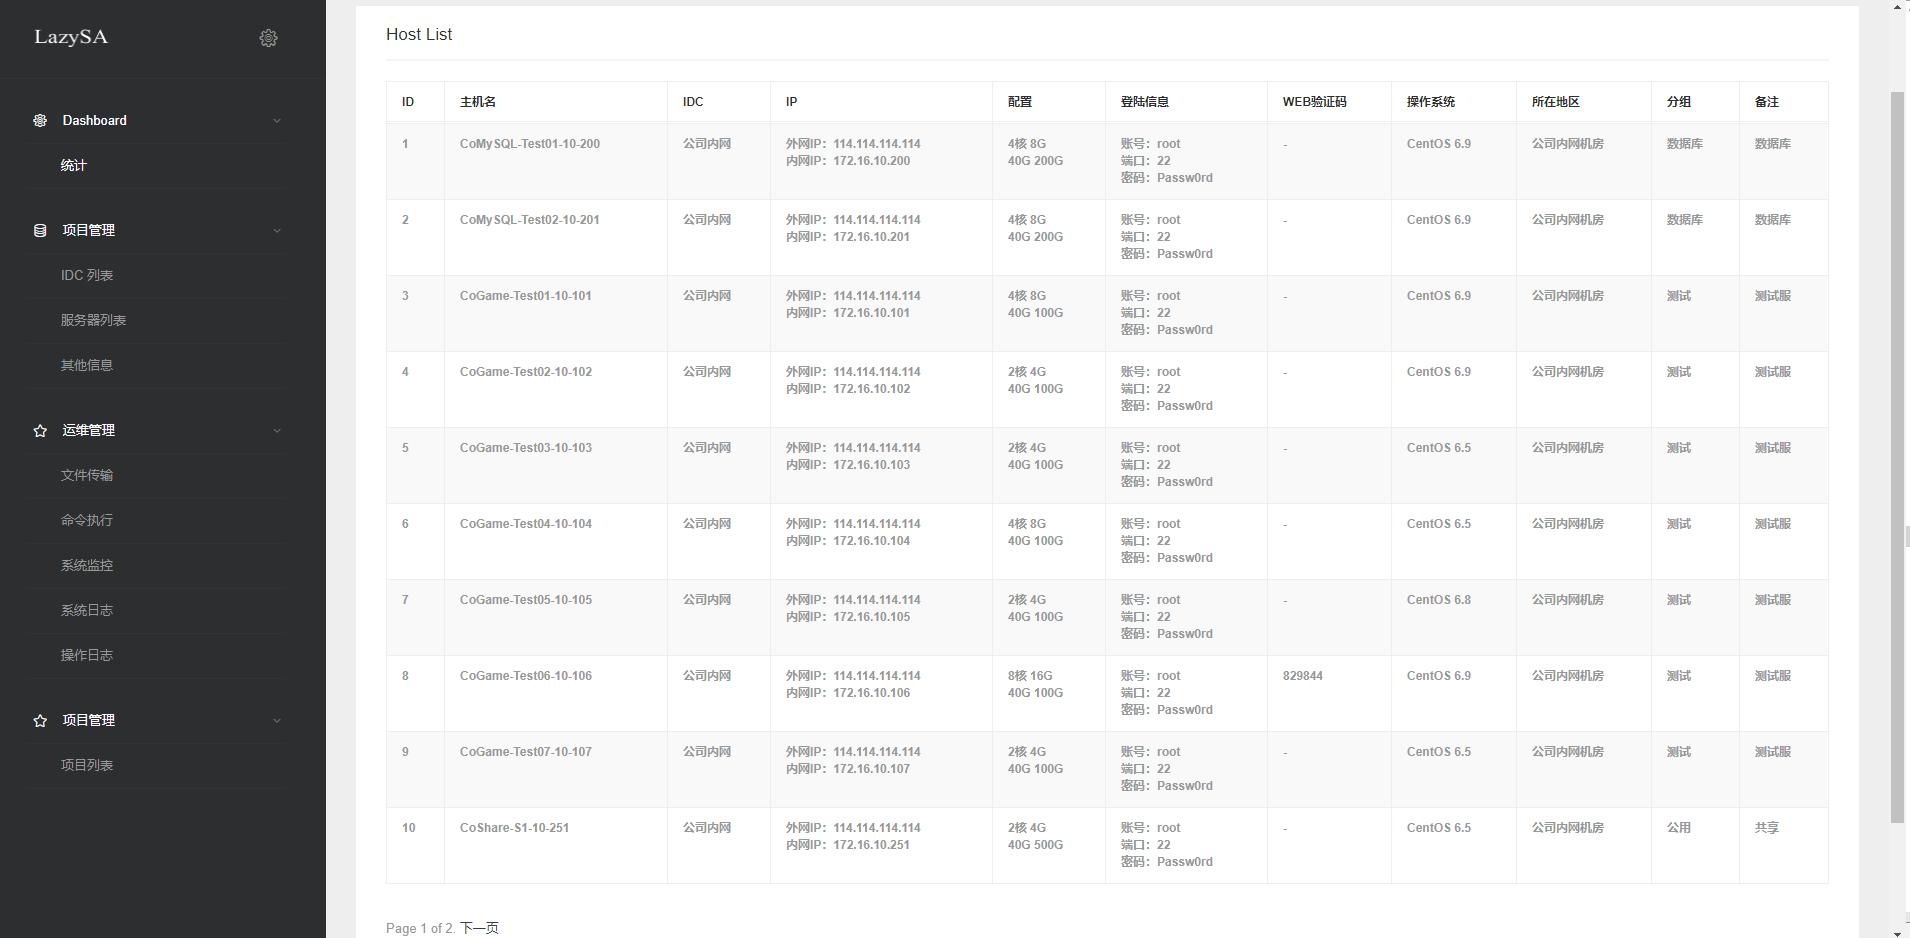 LazySA
Dashboard
统计
项目管理
IDC 列表
服务器列表
其他信息
运维管理
文件传输
命令执行
系统监控
系统日志
操作日志
项目管理
项目列表
Host List
ID 主机名 IDC IP 配置 登陆信息 WEB验证码 操作系统 所在地区 分组 备注
1 CoMySQL-Test01-10-200 公司内网 外网IP：114.114.114.114 4核 8G 账号：root - CentOS 6.9 公司内网机房 数据库 数据库
内网IP：172.16.10.200 40G 200G 端口：22
密码：Passw0rd
2 CoMySQL-Test02-10-201 公司内网 外网IP：114.114.114.114 4核 8G 账号：root - CentOS 6.9 公司内网机房 数据库 数据库
内网IP：172.16.10.201 40G 200G 端口：22
密码：Passw0rd
3 CoGame-Test01-10-101 公司内网 外网IP：114.114.114.114 4核 8G 账号：root - CentOS 6.9 公司内网机房 测试 测试服
内网IP：172.16.10.101 40G 100G 端口：22
密码：Passw0rd
4 CoGame-Test02-10-102 公司内网 外网IP：114.114.114.114 2核 4G 账号：root - CentOS 6.9 公司内网机房 测试 测试服
内网IP：172.16.10.102 40G 100G 端口：22
密码：Passw0rd
5 CoGame-Test03-10-103 公司内网 外网IP：114.114.114.114 2核 4G 账号：root - CentOS 6.5 公司内网机房 测试 测试服
内网IP：172.16.10.103 40G 100G 端口：22
密码：Passw0rd
6 CoGame-Test04-10-104 公司内网 外网IP：114.114.114.114 4核 8G 账号：root - CentOS 6.5 公司内网机房 测试 测试服
内网IP：172.16.10.104 40G 100G 端口：22
密码：Passw0rd
7 CoGame-Test05-10-105 公司内网 外网IP：114.114.114.114 2核 4G 账号：root - CentOS 6.8 公司内网机房 测试 测试服
内网IP：172.16.10.105 40G 100G 端口：22
密码：Passw0rd
8 CoGame-Test06-10-106 公司内网 外网IP：114.114.114.114 8核 16G 账号：root 829844 CentOS 6.9 公司内网机房 测试 测试服
内网IP：172.16.10.106 40G 100G 端口：22
密码：Passw0rd
9 CoGame-Test07-10-107 公司内网 外网IP：114.114.114.114 2核 4G 账号：root - CentOS 6.5 公司内网机房 测试 测试服
内网IP：172.16.10.107 40G 100G 端口：22
密码：Passw0rd
10 CoShare-S1-10-251 公司内网 外网IP：114.114.114.114 2核 4G 账号：root - CentOS 6.5 公司内网机房 公用 共享
内网IP：172.16.10.251 40G 500G 端口：22
密码：Passw0rd
Page 1 of 2. 下一页